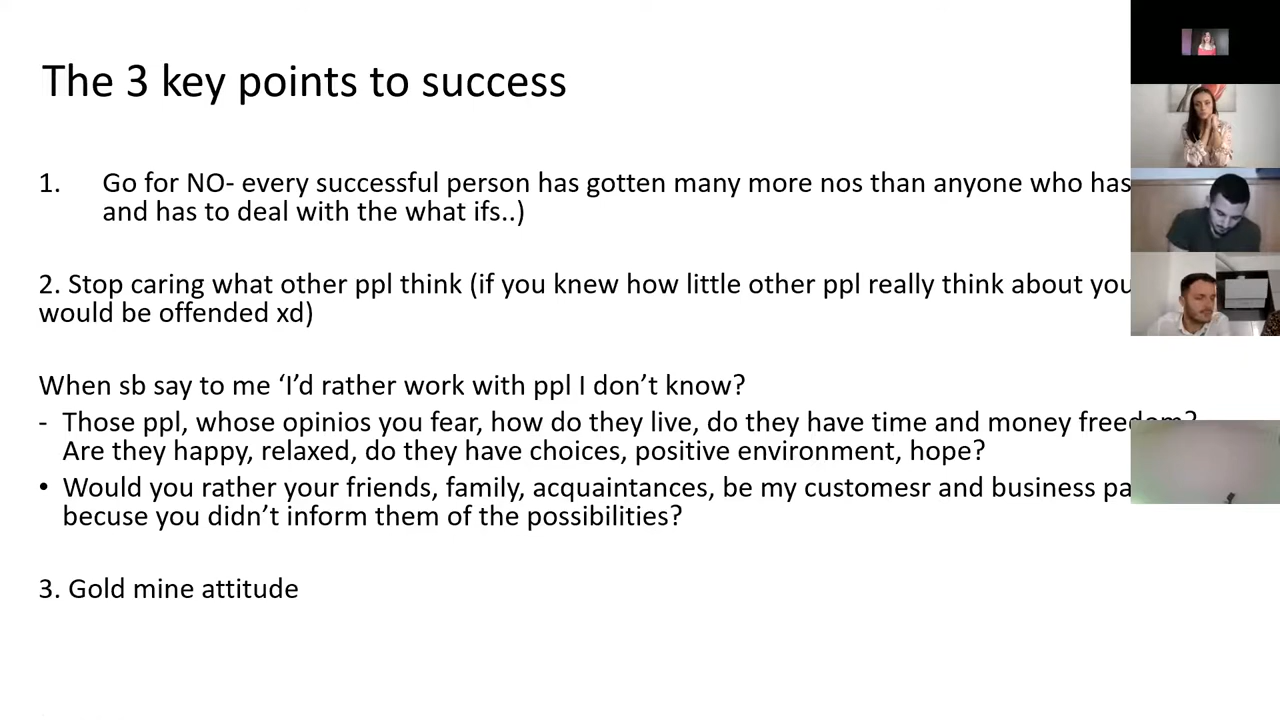 The 3 key points to success
1. Go for NO- every successful person has gotten many more nos than anyone who has
and has to deal with the what ifs..)
2. Stop caring what other ppl think (if you knew how little other ppl really think about you
would be offended xd)
When sb say to me ‘I’d rather work with ppl I don’t know?
- Those ppl, whose opinios you fear, how do they live, do they have time and money freedom?
Are they happy, relaxed, do they have choices, positive environment, hope?
• Would you rather your friends, family, acquaintances, be my customesr and business pa
becuse you didn’t inform them of the possibilities?
3. Gold mine attitude